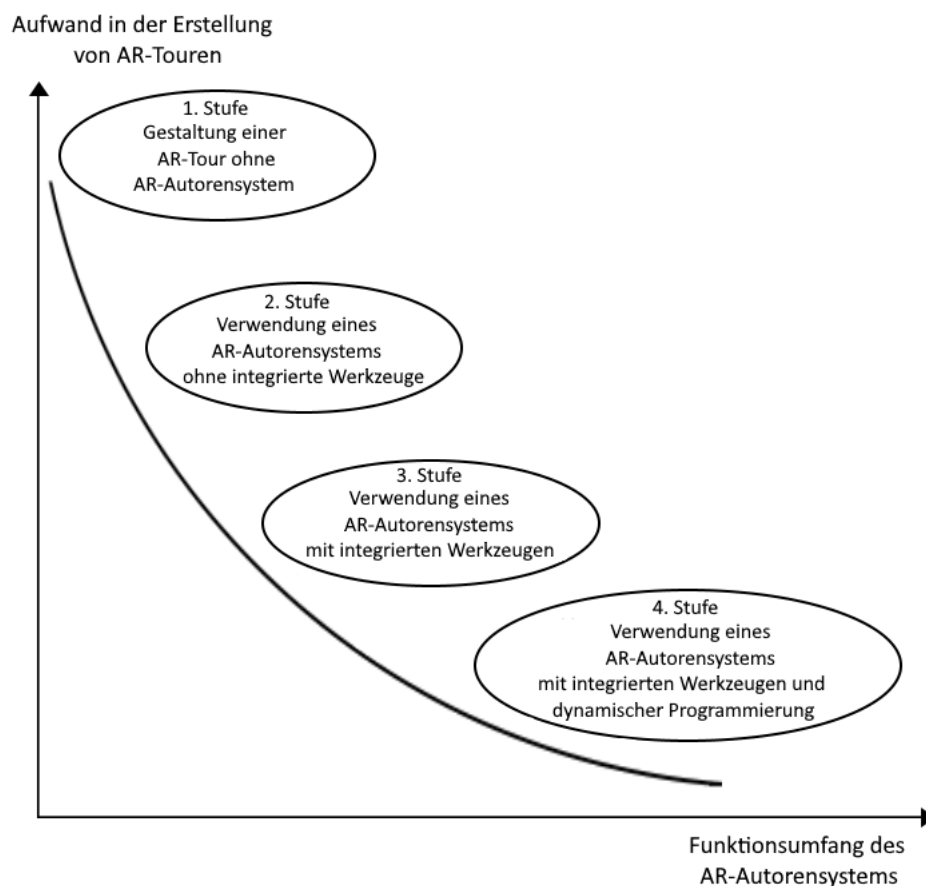 Aufwand in der Erstellung
von AR-Touren
1. Stufe
Gestaltung einer
AR-Tour ohne
AR-Autorensystem
2. Stufe
Verwendung eines
AR-Autorensystems
ohne integrierte Werkzeuge
3. Stufe
Verwendung eines
AR-Autorensystems
mit integrierten Werkzeugen
4. Stufe
Verwendung eines
AR-Autorensystems
mit integrierten Werkzeugen und
dynamischer Programmierung
Funktionsumfang des
AR-Autorensystems